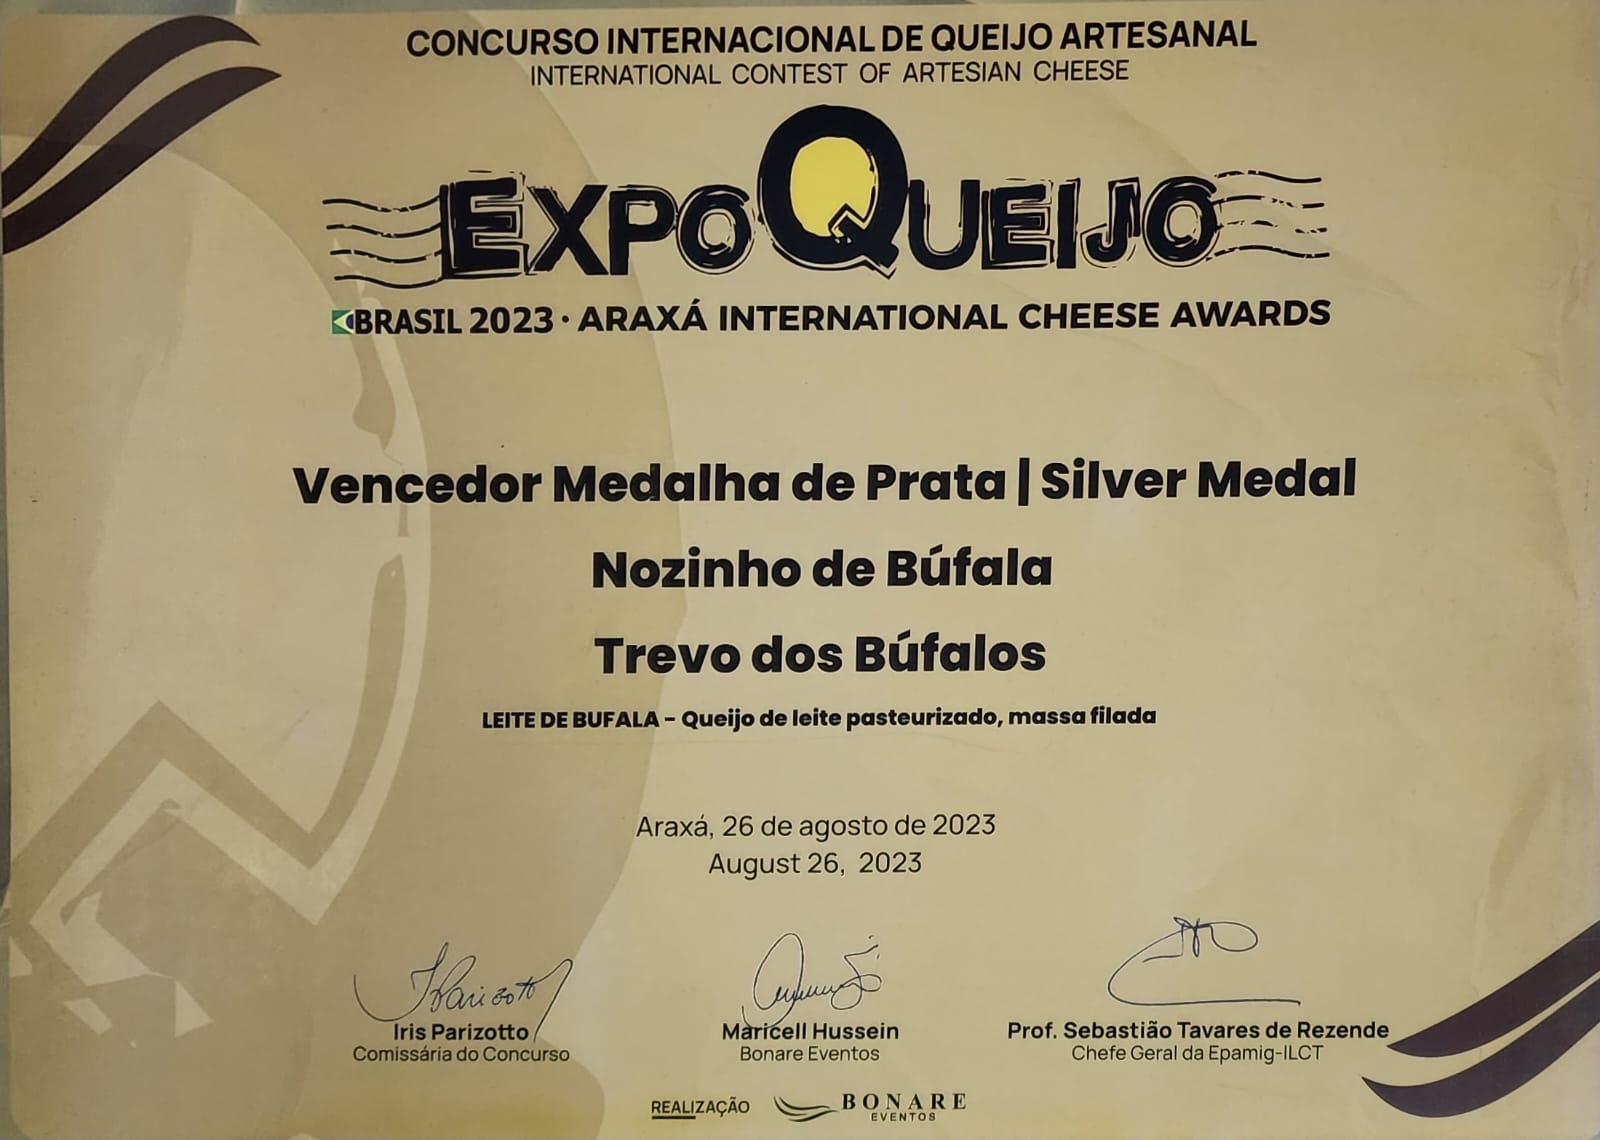 CONCURSO INTERNACIONAL DE QUEIJO ARTESANAL
INTERNATIONAL CONTEST OF ARTESIAN CHEESE
EXPOQUEIJO
BRASIL 2023 · ARAXÁ INTERNATIONAL CHEESE AWARDS
Vencedor Medalha de Prata | Silver Medal
Nozinho de Búfala
Trevo dos Búfalos
LEITE DE BUFALA – Queijo de leite pasteurizado, massa filada
Araxá, 26 de agosto de 2023
August 26, 2023
Iris Parizotto
Comissária do Concurso
Maricell Hussein
Bonare Eventos
Prof. Sebastião Tavares de Rezende
Chefe Geral da Epamig-ILCT
REALIZAÇÃO
BONARE
EVENTOS